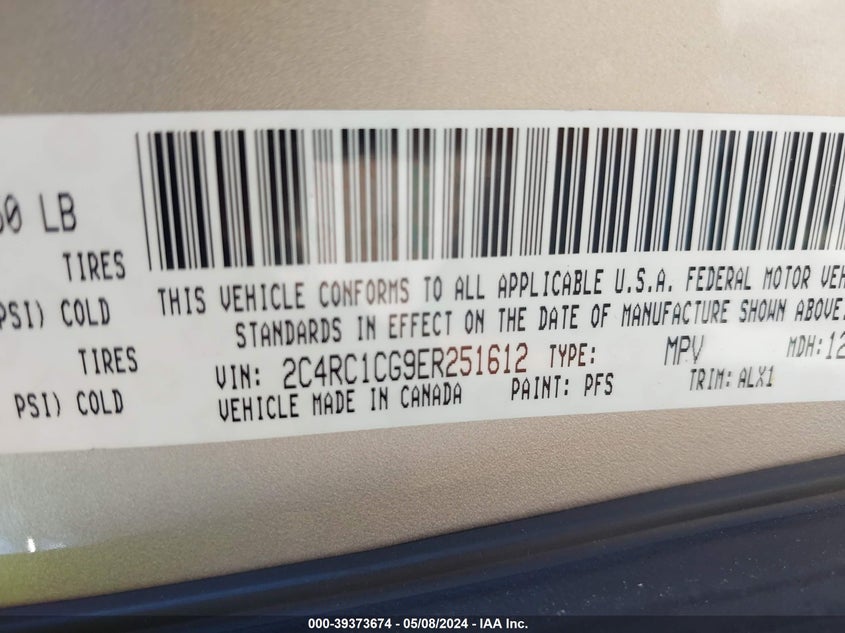 60 LB
TIRES
PSI) COLD
TIRES
PSI) COLD
THIS VEHICLE CONFORMS TO ALL APPLICABLE U.S.A. FEDERAL MOTOR VEH
STANDARDS IN EFFECT ON THE DATE OF MANUFACTURE SHOWN ABOVE.
VIN: 2C4RC1CG9ER251612 TYPE: MPV MDH: 12
VEHICLE MADE IN CANADA PAINT: PFS TRIM: ALX1
000-39373674 - 05/08/2024 - IAA Inc.